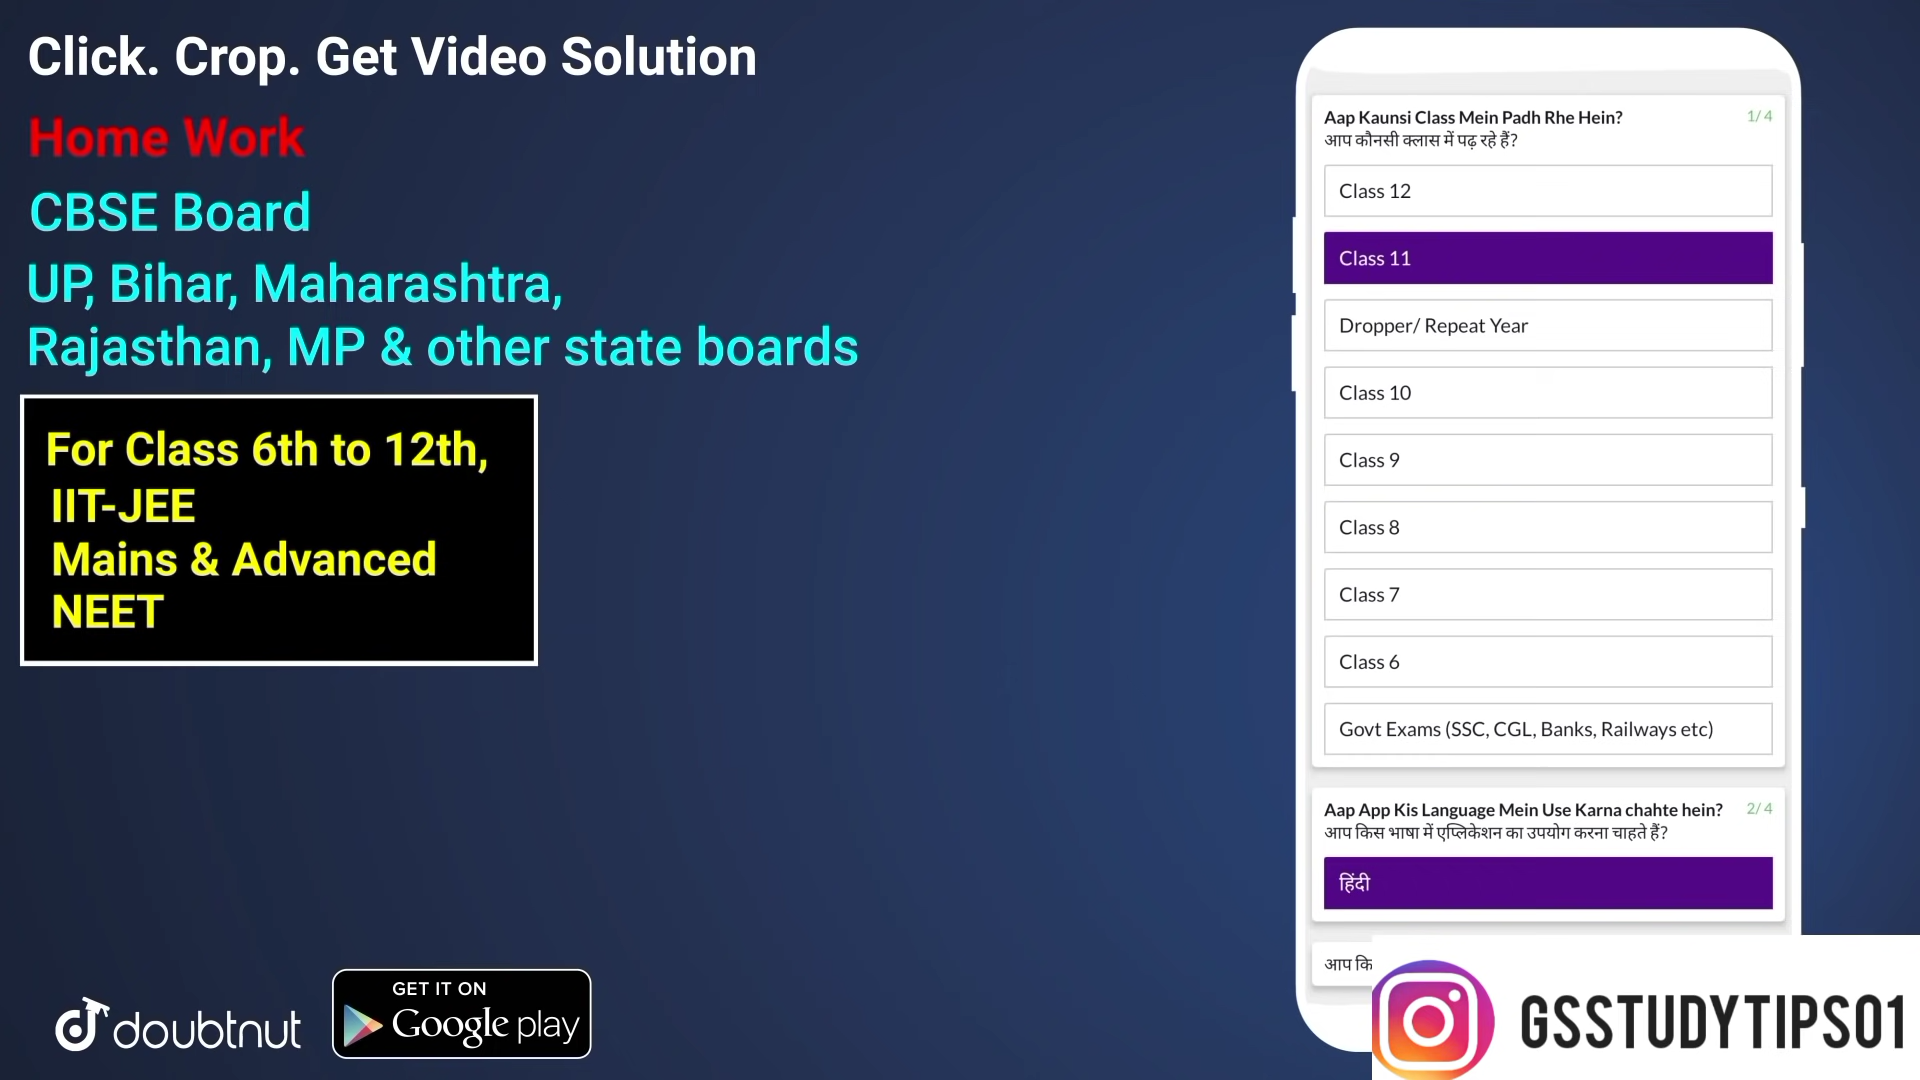 Click. Crop. Get Video Solution
Home Work
CBSE Board
UP, Bihar, Maharashtra,
Rajasthan, MP & other state boards
For Class 6th to 12th,
IIT-JEE
Mains & Advanced
NEET
doubtnut
GET IT ON
Google play
Aap Kaunsi Class Mein Padh Rhe Hein? 1/4
आप कौनसी क्लास में पढ़ रहे हैं?
Class 12
Class 11
Dropper/ Repeat Year
Class 10
Class 9
Class 8
Class 7
Class 6
Govt Exams (SSC, CGL, Banks, Railways etc)
Aap App Kis Language Mein Use Karna chahte hein? 2/4
आप किस भाषा में एप्लिकेशन का उपयोग करना चाहते हैं?
हिंदी
आप कि
GSSTUDYTIPS01